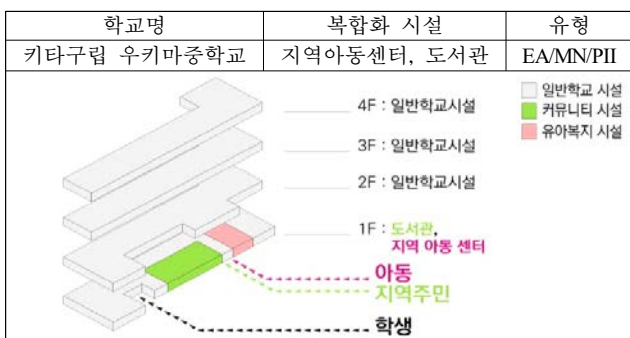 학교명 복합화 시설 유형
키타구립 우키마중학교 지역아동센터, 도서관 EA/MN/PII
일반학교 시설
커뮤니티 시설
유아복지 시설
4F : 일반학교시설
3F : 일반학교시설
2F : 일반학교시설
1F : 도서관,
지역 아동 센터
아동
지역주민
학생